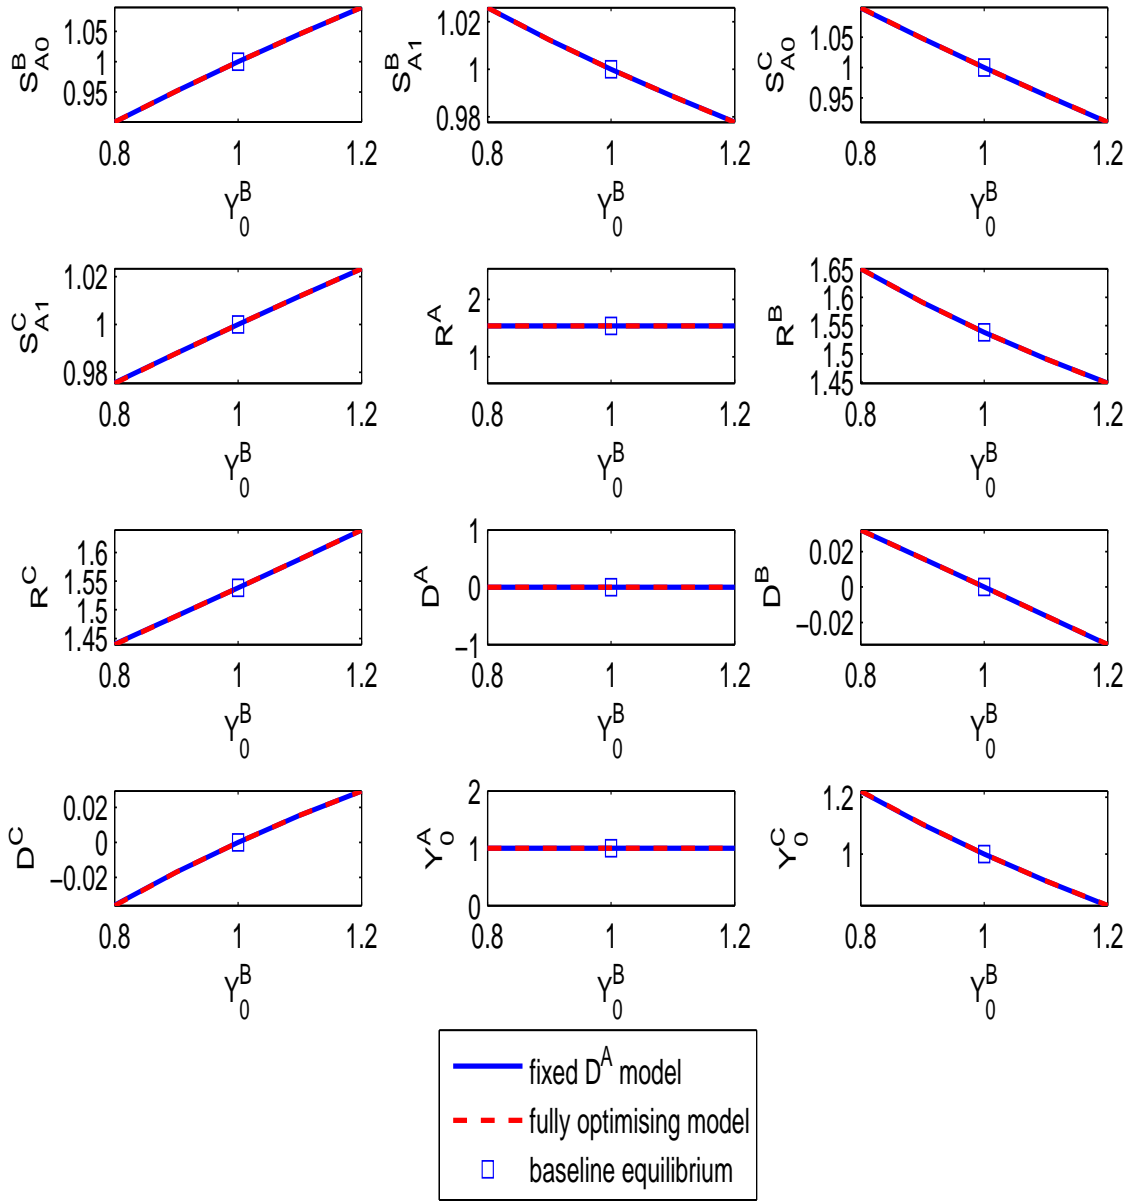 S^B_A0 1.05 1 0.95 0.8 1 1.2 Y^B_0
S^B_A1 1.02 1 0.98 0.8 1 1.2 Y^B_0
S^C_A0 1.05 1 0.95 0.8 1 1.2 Y^B_0
S^C_A1 1.02 1 0.98 0.8 1 1.2 Y^B_0
R^A 2 1 0.8 1 1.2 Y^B_0
R^B 1.65 1.6 1.55 1.5 1.45 0.8 1 1.2 Y^B_0
R^C 1.6 1.55 1.5 1.45 0.8 1 1.2 Y^B_0
D^A 1 0 −1 0.8 1 1.2 Y^B_0
D^B 0.02 0 −0.02 0.8 1 1.2 Y^B_0
D^C 0.02 0 −0.02 0.8 1 1.2 Y^B_0
Y^A_0 2 1 0 0.8 1 1.2 Y^B_0
Y^C_0 1.2 1 0.8 1 1.2 Y^B_0
fixed D^A model
fully optimising model
baseline equilibrium